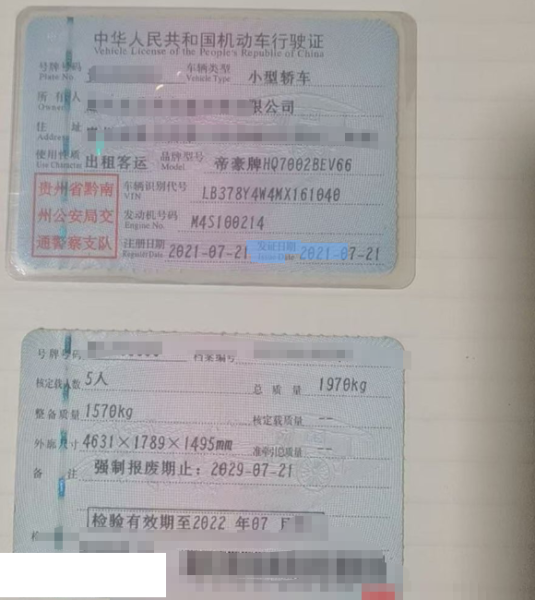 中华人民共和国机动车行驶证
Vehicle License of the People's Republic of China
号牌号码 车辆类型 小型轿车
Plate No. Vehicle Type
所有人 限公司
Owner
住址
Address
使用性质 出租客运 品牌型号 帝豪牌HQ7002BEV66
Use Character Model
贵州省黔南
州公安局交
通警察支队
车辆识别代号 LB378Y4W4MX161040
VIN
发动机号码 M4S100214
Engine No.
注册日期 2021-07-21 发证日期 2021-07-21
Register Date Issue Date
号牌号码 档案编号
核定载人数 5人 总质量 1970kg
整备质量 1570kg 核定载质量 --
外廓尺寸 4631×1789×1495mm 准牵引总质量 --
备注 强制报废期止：2029-07-21
检验有效期至2022 年07